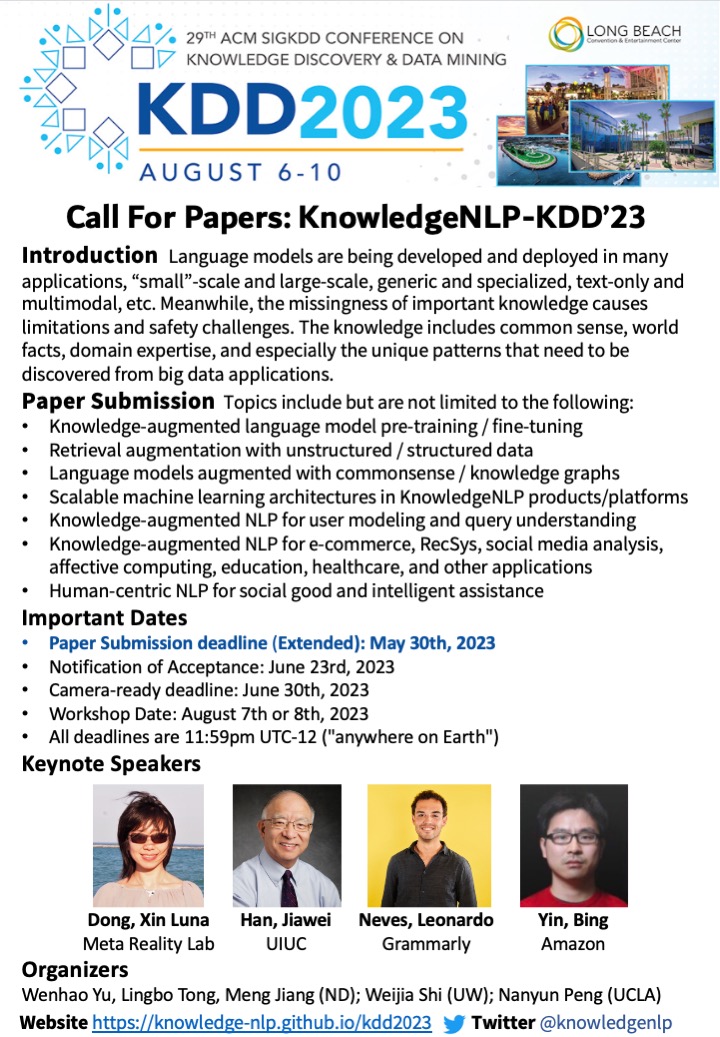 29TH ACM SIGKDD CONFERENCE ON
KNOWLEDGE DISCOVERY & DATA MINING
LONG BEACH
Convention & Entertainment Center
KDD2023
AUGUST 6-10
Call For Papers: KnowledgeNLP-KDD’23
Introduction Language models are being developed and deployed in many
applications, “small”-scale and large-scale, generic and specialized, text-only and
multimodal, etc. Meanwhile, the missingness of important knowledge causes
limitations and safety challenges. The knowledge includes common sense, world
facts, domain expertise, and especially the unique patterns that need to be
discovered from big data applications.
Paper Submission Topics include but are not limited to the following:
• Knowledge-augmented language model pre-training / fine-tuning
• Retrieval augmentation with unstructured / structured data
• Language models augmented with commonsense / knowledge graphs
• Scalable machine learning architectures in KnowledgeNLP products/platforms
• Knowledge-augmented NLP for user modeling and query understanding
• Knowledge-augmented NLP for e-commerce, RecSys, social media analysis,
affective computing, education, healthcare, and other applications
• Human-centric NLP for social good and intelligent assistance
Important Dates
• Paper Submission deadline (Extended): May 30th, 2023
• Notification of Acceptance: June 23rd, 2023
• Camera-ready deadline: June 30th, 2023
• Workshop Date: August 7th or 8th, 2023
• All deadlines are 11:59pm UTC-12 ("anywhere on Earth")
Keynote Speakers
Dong, Xin Luna Han, Jiawei Neves, Leonardo Yin, Bing
Meta Reality Lab UIUC Grammarly Amazon
Organizers
Wenhao Yu, Lingbo Tong, Meng Jiang (ND); Weijia Shi (UW); Nanyun Peng (UCLA)
Website https://knowledge-nlp.github.io/kdd2023 Twitter @knowledgenlp